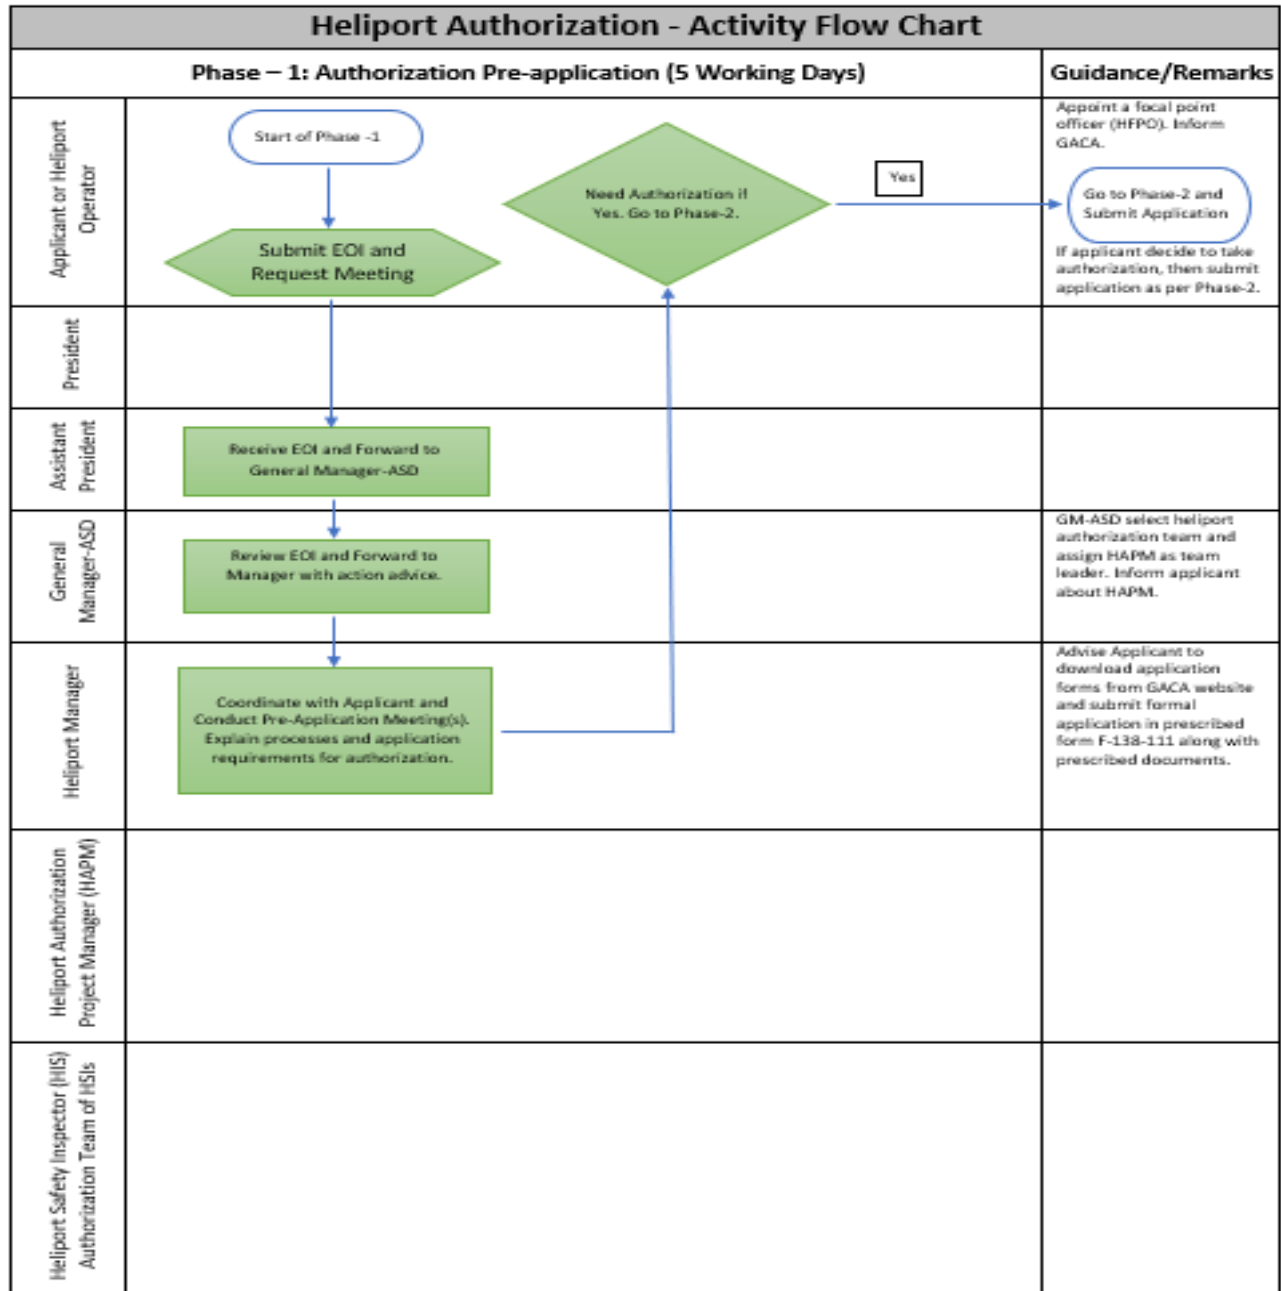 Heliport Authorization - Activity Flow Chart
Phase – 1: Authorization Pre-application (5 Working Days)
Guidance/Remarks
Applicant or Heliport
Operator
Start of Phase -1
Submit EOI and
Request Meeting
Need Authorization if
Yes. Go to Phase-2.
Yes
Appoint a focal point
officer (HFPO). Inform
GACA.
Go to Phase-2 and
Submit Application
If applicant decide to take
authorization, then submit
application as per Phase-2.
President
Assistant
President
Receive EOI and Forward to
General Manager-ASD
General
Manager-ASD
Review EOI and Forward to
Manager with action advice.
GM-ASD select heliport
authorization team and
assign HAPM as team
leader. Inform applicant
about HAPM.
Heliport Manager
Coordinate with Applicant and
Conduct Pre-Application Meeting(s).
Explain processes and application
requirements for authorization.
Advise Applicant to
download application
forms from GACA website
and submit formal
application in prescribed
form F-138-111 along with
prescribed documents.
Heliport Authorization
Project Manager (HAPM)
Heliport Safety Inspector (HIS)
Authorization Team of HSIs